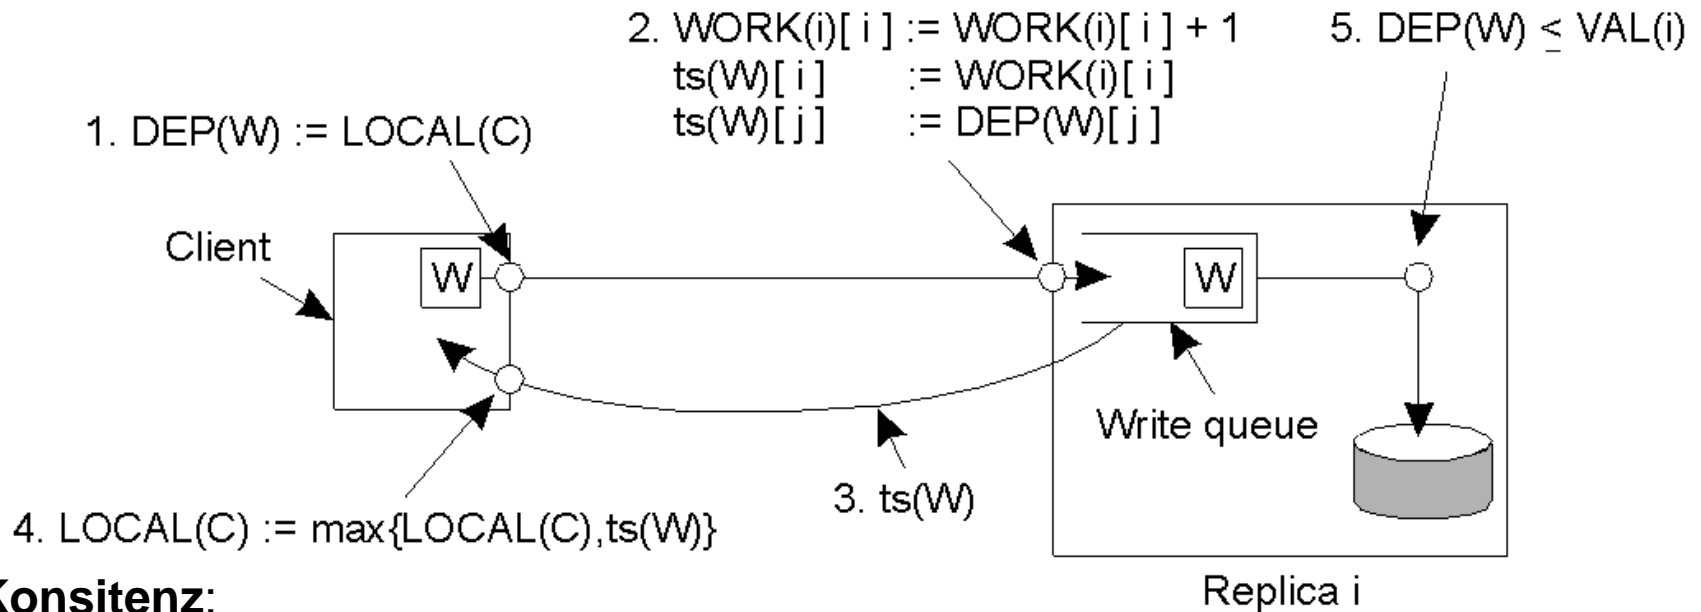 2. WORK(i)[ i ] := WORK(i)[ i ] + 1
ts(W)[ i ] := WORK(i)[ i ]
ts(W)[ j ] := DEP(W)[ j ]
5. DEP(W) ≤ VAL(i)
1. DEP(W) := LOCAL(C)
Client
W
W
Write queue
3. ts(W)
4. LOCAL(C) := max{LOCAL(C),ts(W)}
Replica i
Konsitenz: